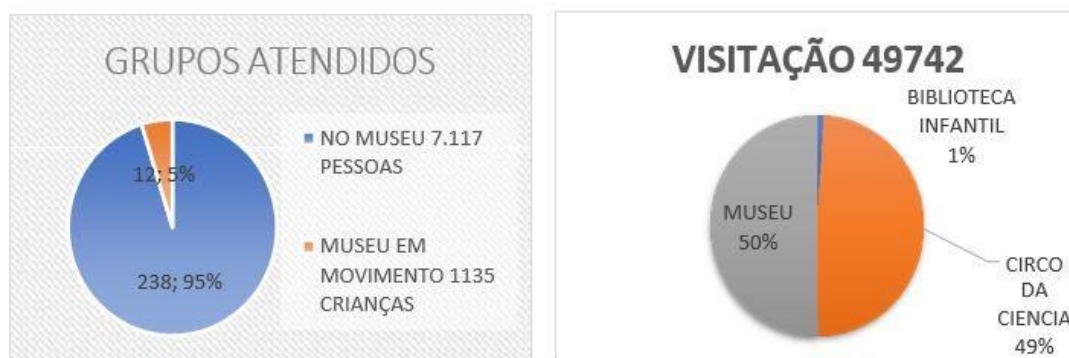 GRUPOS ATENDIDOS
12; 5%
238; 95%
NO MUSEU 7.117
PESSOAS
MUSEU EM
MOVIMENTO 1135
CRIANÇAS
VISITAÇÃO 49742
BIBLIOTECA
INFANTIL
1%
MUSEU
50%
CIRCO
DA
CIENCIA
49%